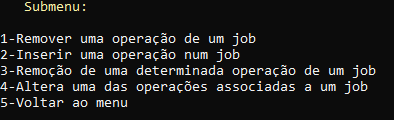 Submenu:
1-Remover uma operação de um job
2-Inserir uma operação num job
3-Remoção de uma determinada operação de um job
4-Altera uma das operações associadas a um job
5-Voltar ao menu